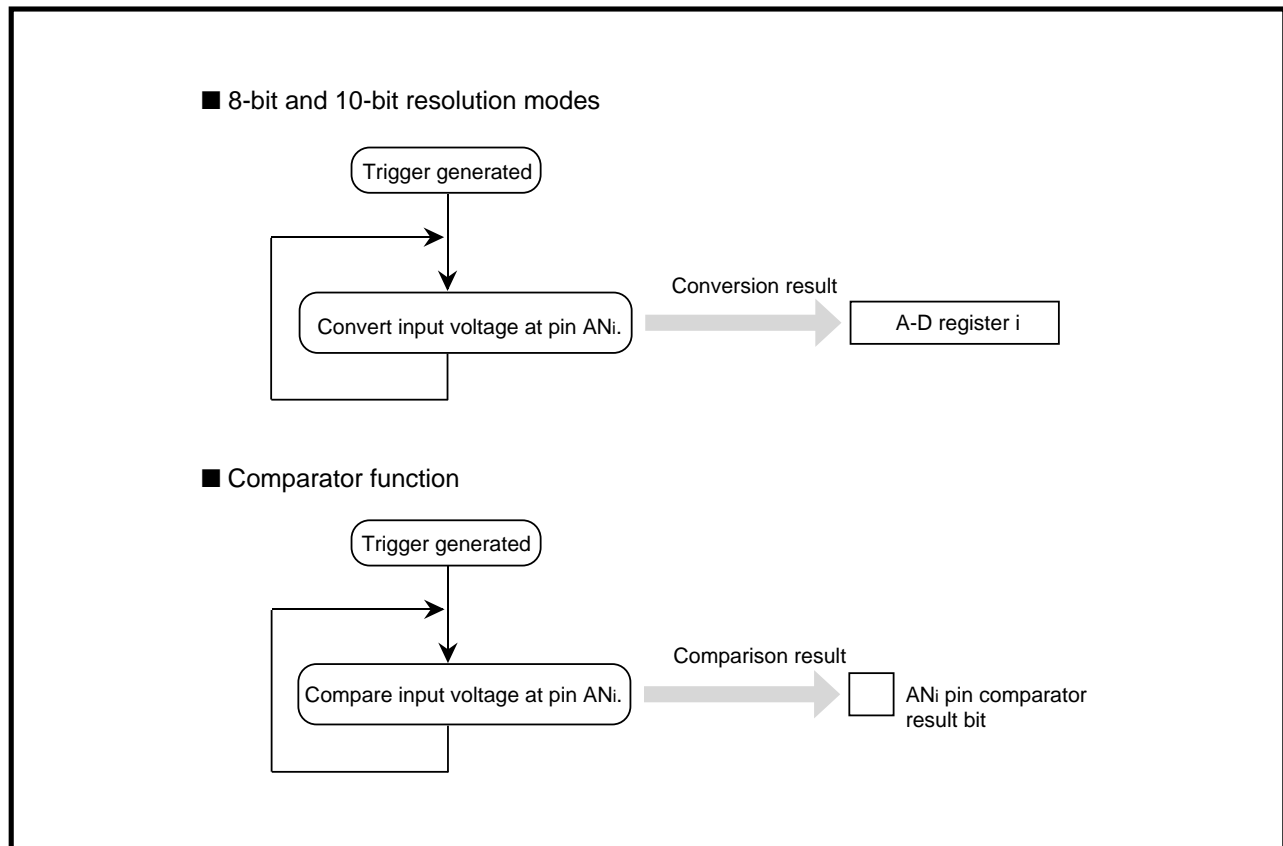 ■ 8-bit and 10-bit resolution modes
Trigger generated
Conversion result
Convert input voltage at pin ANi.
A-D register i
■ Comparator function
Trigger generated
Comparison result
Compare input voltage at pin ANi.
ANi pin comparator
result bit